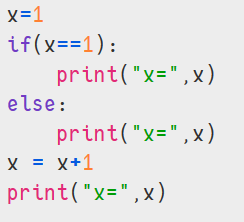 x=1
if(x==1):
    print("x=",x)
else:
    print("x=",x)
x = x+1
print("x=",x)